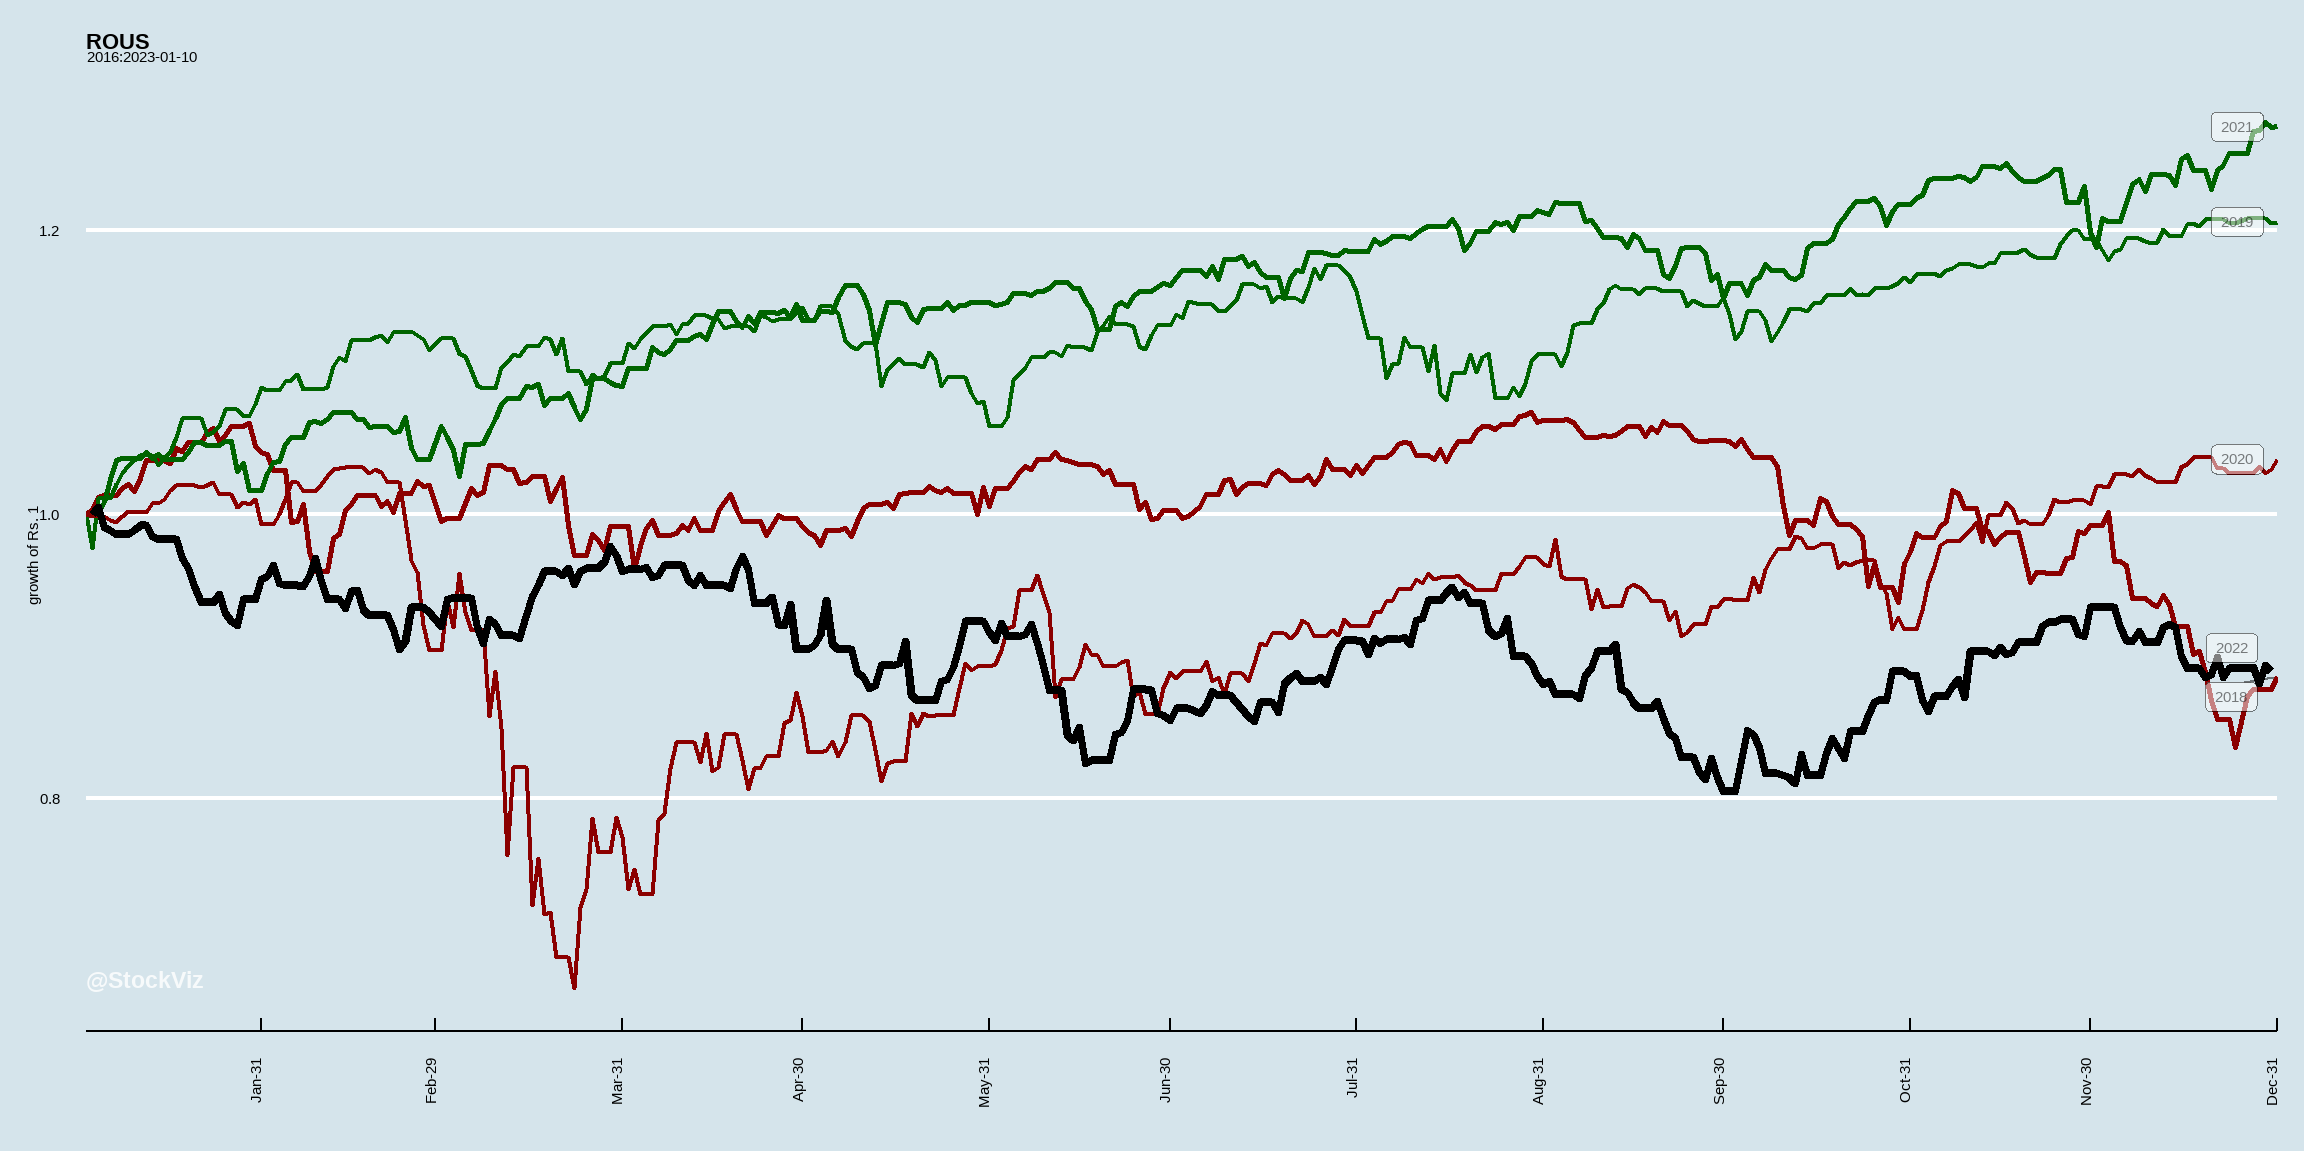 ROUS
2016:2023-01-10
2021
2019
1.2
2020
1.0
growth of Rs. 1
2022
2018
0.8
@StockViz
Jan-31
Feb-29
Mar-31
Apr-30
May-31
Jun-30
Jul-31
Aug-31
Sep-30
Oct-31
Nov-30
Dec-31